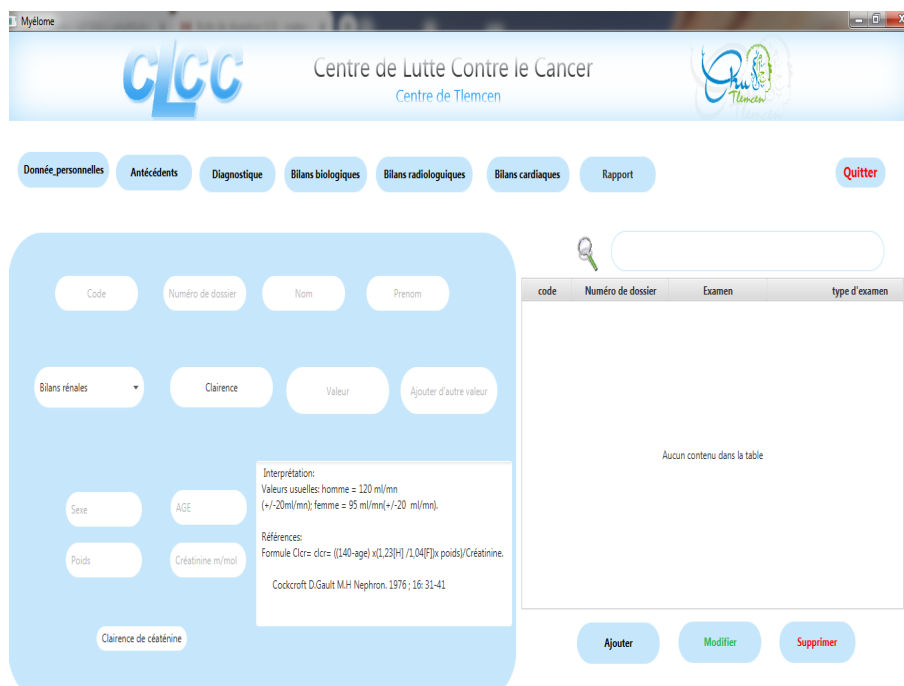 Myélome
CLCC
Centre de Lutte Contre le Cancer
Centre de Tlemcen
Chu
Tlemcen
Donnée_personnelles
Antécédents
Diagnostique
Bilans biologiques
Bilans radiologuiques
Bilans cardiaques
Rapport
Quitter
Code
Numéro de dossier
Nom
Prenom
Bilans rénales
Clairence
Valeur
Ajouter d'autre valeur
Sexe
AGE
Poids
Créatinine m/mol
Interprétation:
Valeurs usuelles: homme = 120 ml/mn
(+/-20ml/mn); femme = 95 ml/mn(+/-20 ml/mn).
Références:
Formule Clcr= clcr= ((140-age) x(1,23[H] /1,04[F])x poids)/Créatinine.
Cockcroft D.Gault M.H Nephron. 1976 ; 16: 31-41
Clairence de céaténine
code
Numéro de dossier
Examen
type d'examen
Aucun contenu dans la table
Ajouter
Modifier
Supprimer